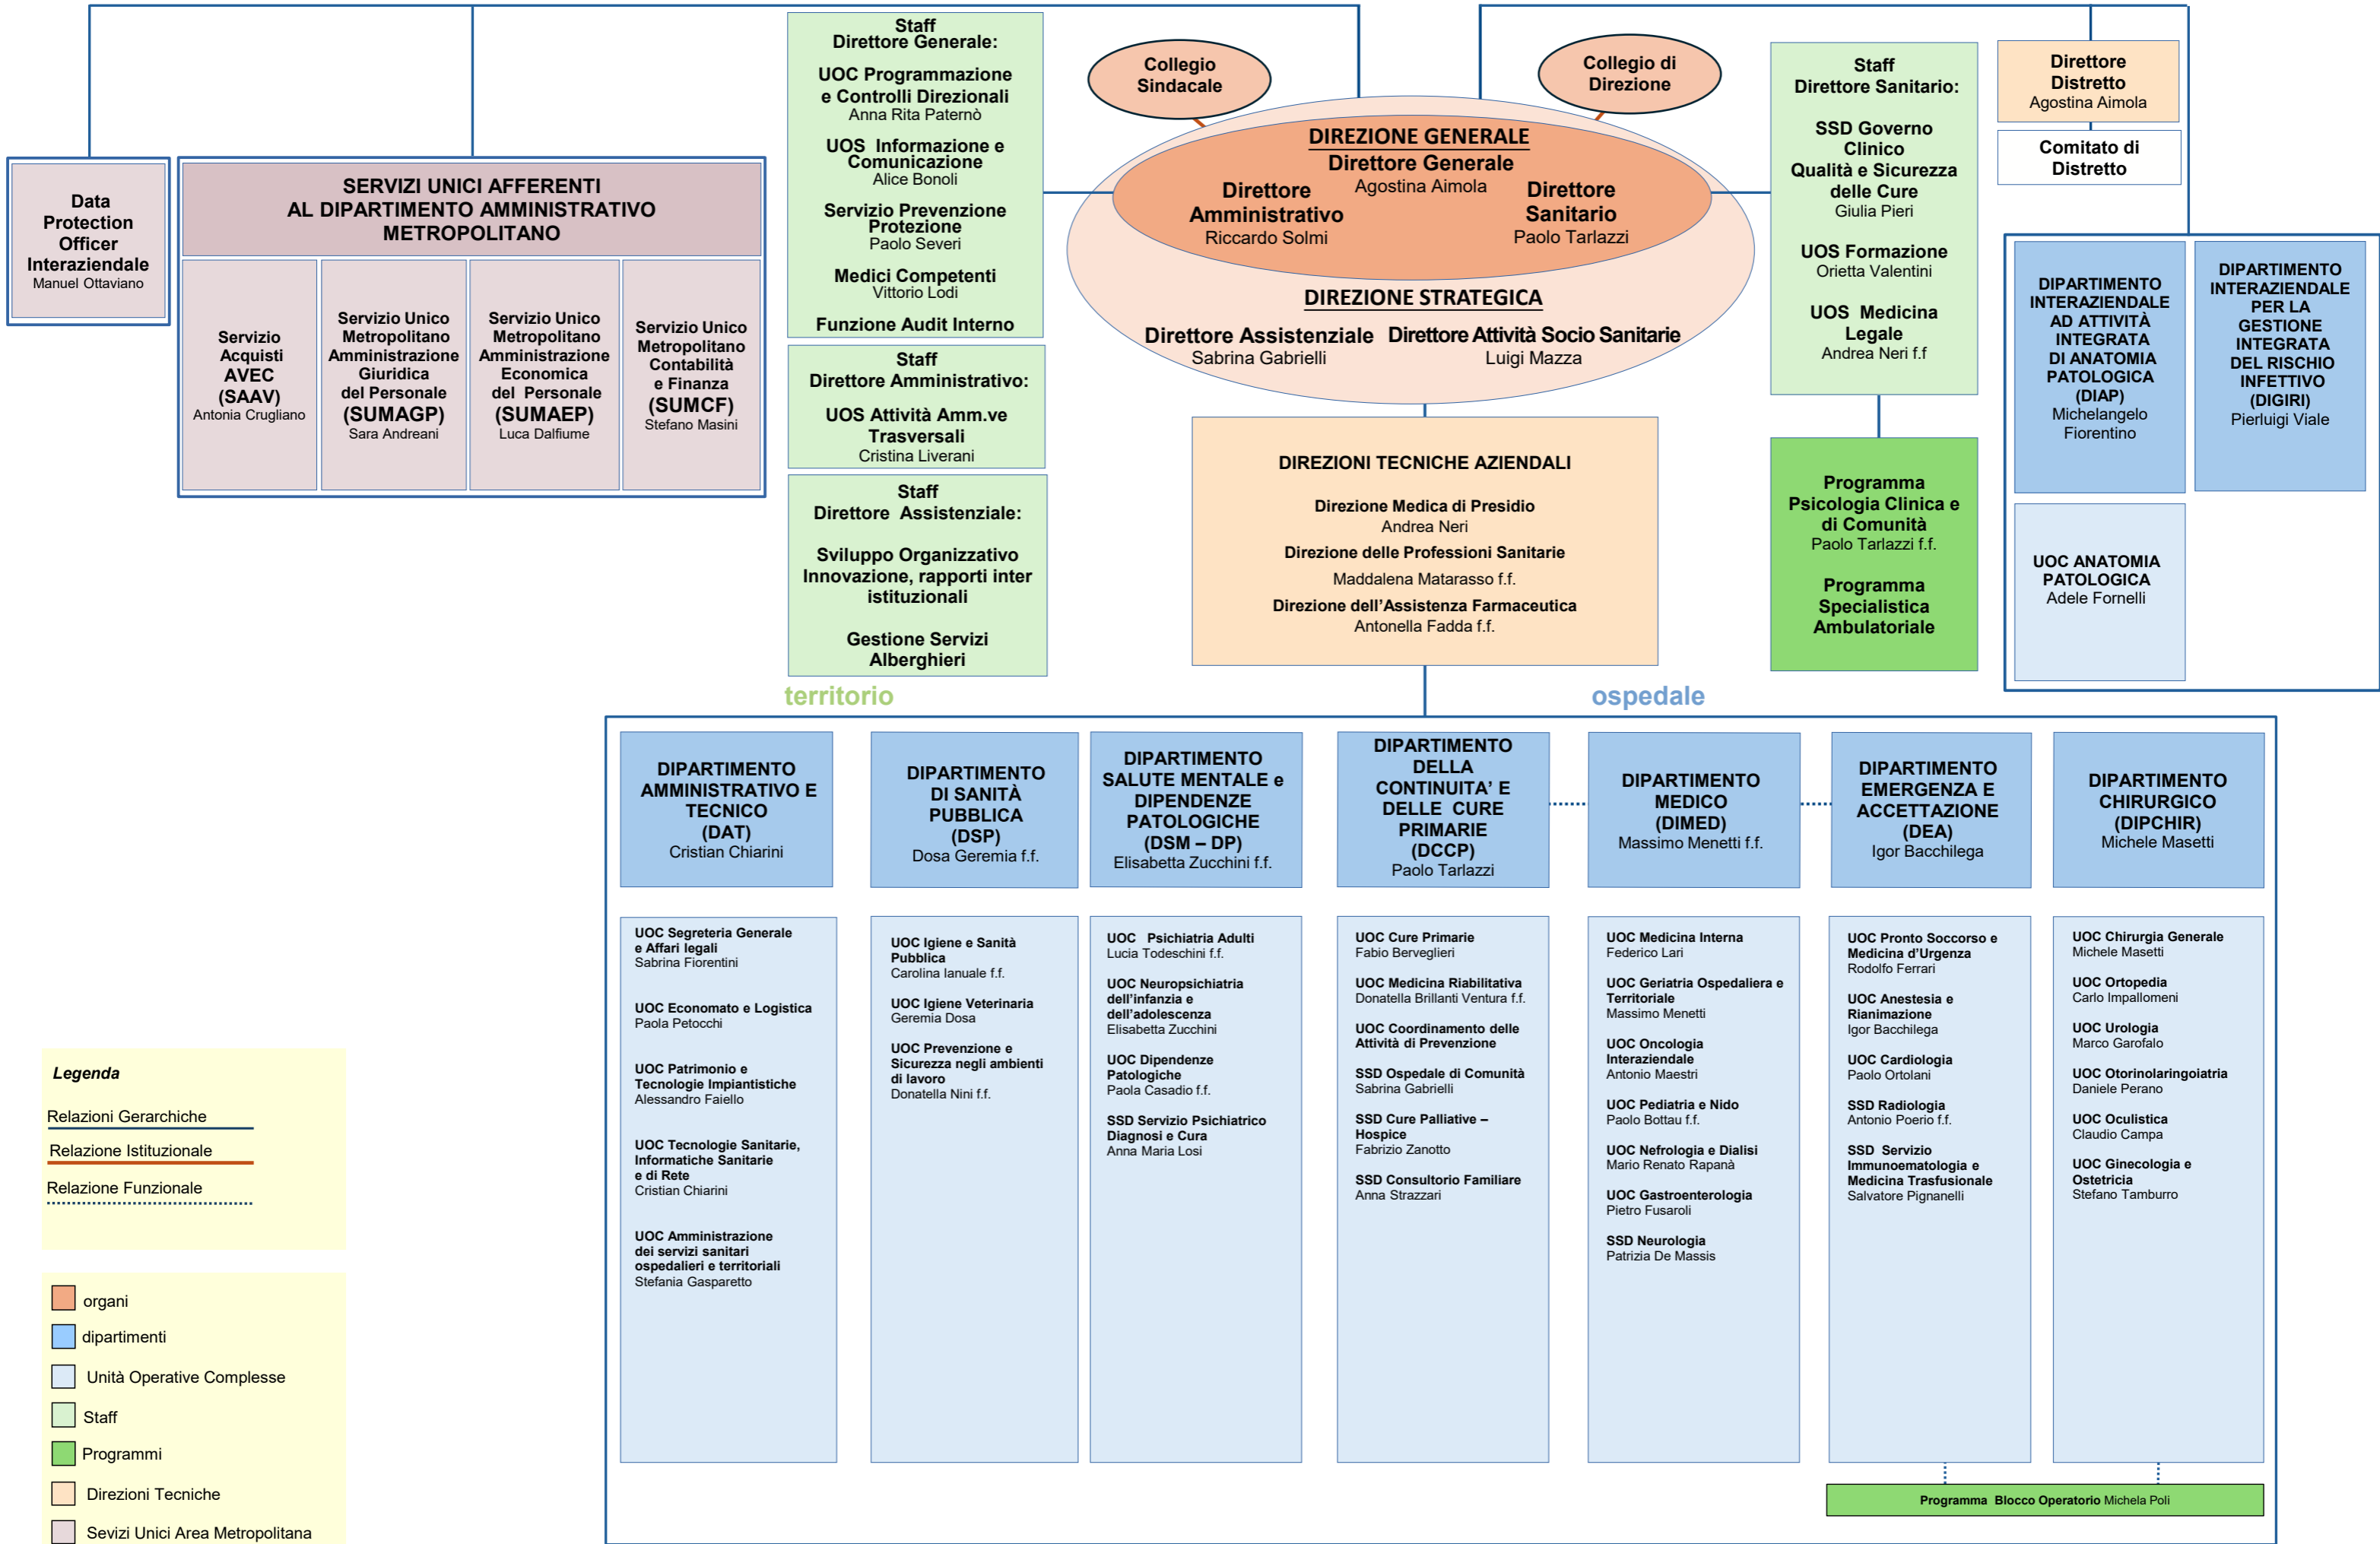 Data
Protection
Officer
Interaziendale
Manuel Ottaviano
SERVIZI UNICI AFFERENTI
AL DIPARTIMENTO AMMINISTRATIVO
METROPOLITANO
Servizio
Acquisti
AVEC
(SAAV)
Antonia Crugliano
Servizio Unico
Metropolitano
Amministrazione
Giuridica
del Personale
(SUMAGP)
Sara Andreani
Servizio Unico
Metropolitano
Amministrazione
Economica
del  Personale
(SUMAEP)
Luca Dalfiume
Servizio Unico
Metropolitano
Contabilità
e Finanza
(SUMCF)
Stefano Masini
Staff
Direttore Generale:
UOC Programmazione
e Controlli Direzionali
Anna Rita Paternò
UOS  Informazione e
Comunicazione
Alice Bonoli
Servizio Prevenzione
Protezione
Paolo Severi
Medici Competenti
Vittorio Lodi
Funzione Audit Interno
Staff
Direttore Amministrativo:
UOS Attività Amm.ve
Trasversali
Cristina Liverani
Staff
Direttore  Assistenziale:
Sviluppo Organizzativo
Innovazione, rapporti inter
istituzionali
Gestione Servizi
Alberghieri
Collegio
Sindacale
Collegio di
Direzione
DIREZIONE GENERALE
Direttore Generale
Agostina Aimola
Direttore
Amministrativo
Riccardo Solmi
Direttore
Sanitario
Paolo Tarlazzi
DIREZIONE STRATEGICA
Direttore Assistenziale
Sabrina Gabrielli
Direttore Attività Socio Sanitarie
Luigi Mazza
DIREZIONI TECNICHE AZIENDALI
Direzione Medica di Presidio
Andrea Neri
Direzione delle Professioni Sanitarie
Maddalena Matarasso f.f.
Direzione dell’Assistenza Farmaceutica
Antonella Fadda f.f.
Staff
Direttore Sanitario:
SSD Governo
Clinico
Qualità e Sicurezza
delle Cure
Giulia Pieri
UOS Formazione
Orietta Valentini
UOS  Medicina
Legale
Andrea Neri f.f
Programma
Psicologia Clinica e
di Comunità
Paolo Tarlazzi f.f.
Programma
Specialistica
Ambulatoriale
Direttore
Distretto
Agostina Aimola
Comitato di
Distretto
DIPARTIMENTO
INTERAZIENDALE
AD ATTIVITÀ
INTEGRATA
DI ANATOMIA
PATOLOGICA
(DIAP)
Michelangelo
Fiorentino
DIPARTIMENTO
INTERAZIENDALE
PER LA
GESTIONE
INTEGRATA
DEL RISCHIO
INFETTIVO
(DIGIRI)
Pierluigi Viale
UOC ANATOMIA
PATOLOGICA
Adele Fornelli
territorio
ospedale
DIPARTIMENTO
AMMINISTRATIVO E
TECNICO
(DAT)
Cristian Chiarini
DIPARTIMENTO
DI SANITÀ
PUBBLICA
(DSP)
Dosa Geremia f.f.
DIPARTIMENTO
SALUTE MENTALE e
DIPENDENZE
PATOLOGICHE
(DSM – DP)
Elisabetta Zucchini f.f.
DIPARTIMENTO
DELLA
CONTINUITA’ E
DELLE  CURE
PRIMARIE
(DCCP)
Paolo Tarlazzi
DIPARTIMENTO
MEDICO
(DIMED)
Massimo Menetti f.f.
DIPARTIMENTO
EMERGENZA E
ACCETTAZIONE
(DEA)
Igor Bacchilega
DIPARTIMENTO
CHIRURGICO
(DIPCHIR)
Michele Masetti
UOC Segreteria Generale
e Affari legali
Sabrina Fiorentini
UOC Economato e Logistica
Paola Petocchi
UOC Patrimonio e
Tecnologie Impiantistiche
Alessandro Faiello
UOC Tecnologie Sanitarie,
Informatiche Sanitarie
e di Rete
Cristian Chiarini
UOC Amministrazione
dei servizi sanitari
ospedalieri e territoriali
Stefania Gasparetto
UOC Igiene e Sanità
Pubblica
Carolina Ianuale f.f.
UOC Igiene Veterinaria
Geremia Dosa
UOC Prevenzione e
Sicurezza negli ambienti
di lavoro
Donatella Nini f.f.
UOC   Psichiatria Adulti
Lucia Todeschini f.f.
UOC Neuropsichiatria
dell’infanzia e
dell’adolescenza
Elisabetta Zucchini
UOC Dipendenze
Patologiche
Paola Casadio f.f.
SSD Servizio Psichiatrico
Diagnosi e Cura
Anna Maria Losi
UOC Cure Primarie
Fabio Berveglieri
UOC Medicina Riabilitativa
Donatella Brillanti Ventura f.f.
UOC Coordinamento delle
Attività di Prevenzione
SSD Ospedale di Comunità
Sabrina Gabrielli
SSD Cure Palliative –
Hospice
Fabrizio Zanotto
SSD Consultorio Familiare
Anna Strazzari
UOC Medicina Interna
Federico Lari
UOC Geriatria Ospedaliera e
Territoriale
Massimo Menetti
UOC Oncologia
Interaziendale
Antonio Maestri
UOC Pediatria e Nido
Paolo Bottau f.f.
UOC Nefrologia e Dialisi
Mario Renato Rapanà
UOC Gastroenterologia
Pietro Fusaroli
SSD Neurologia
Patrizia De Massis
UOC Pronto Soccorso e
Medicina d’Urgenza
Rodolfo Ferrari
UOC Anestesia e
Rianimazione
Igor Bacchilega
UOC Cardiologia
Paolo Ortolani
SSD Radiologia
Antonio Poerio f.f.
SSD  Servizio
Immunoematologia e
Medicina Trasfusionale
Salvatore Pignanelli
UOC Chirurgia Generale
Michele Masetti
UOC Ortopedia
Carlo Impallomeni
UOC Urologia
Marco Garofalo
UOC Otorinolaringoiatria
Daniele Perano
UOC Oculistica
Claudio Campa
UOC Ginecologia e
Ostetricia
Stefano Tamburro
Programma  Blocco Operatorio Michela Poli
Legenda
Relazioni Gerarchiche
Relazione Istituzionale
Relazione Funzionale
organi
dipartimenti
Unità Operative Complesse
Staff
Programmi
Direzioni Tecniche
Sevizi Unici Area Metropolitana